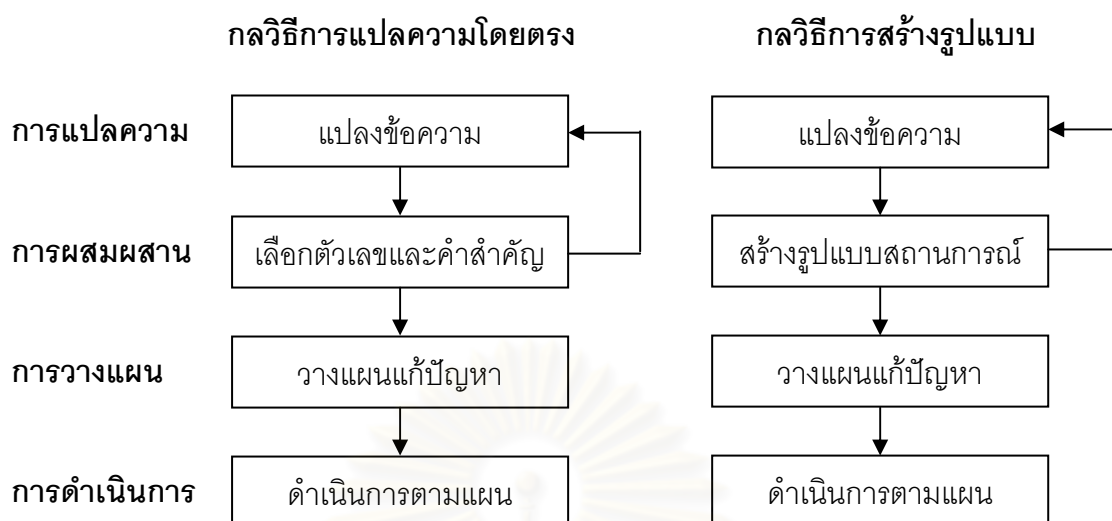 กลวิธีการแปลความโดยตรง กลวิธีการสร้างรูปแบบ
การแปลความ แปลงข้อความ แปลงข้อความ
การผสมผสาน เลือกตัวเลขและคำสำคัญ สร้างรูปแบบสถานการณ์
การวางแผน วางแผนแก้ปัญหา วางแผนแก้ปัญหา
การดำเนินการ ดำเนินการตามแผน ดำเนินการตามแผน